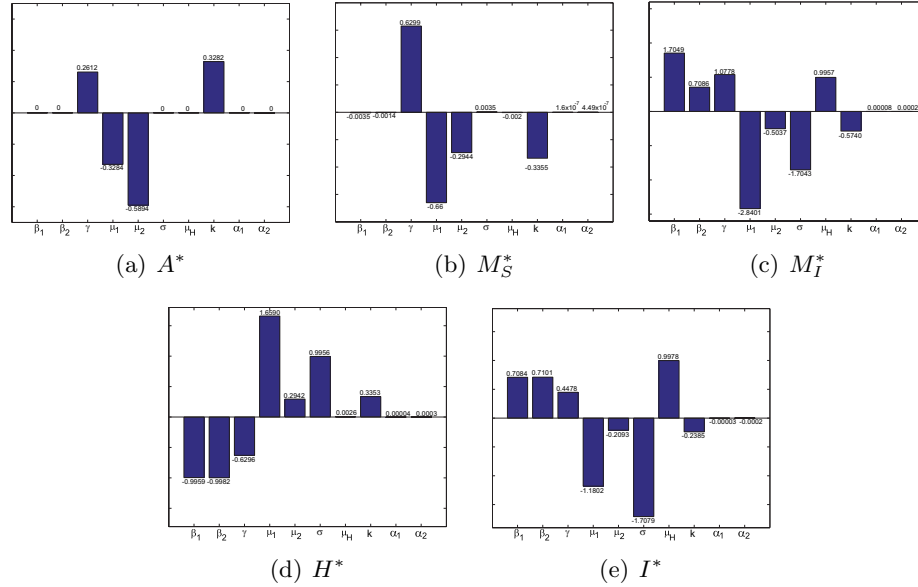 0 0 0.2612 -0.3284 -0.5894 0 0 0.3282 0 0
β1 β2 γ μ1 μ2 σ μH k α1 α2
(a) A*
-0.0035 -0.0014 0.6299 -0.66 -0.2944 0.0035 -0.002 -0.3355 1.6x10^-7 4.49x10^-7
β1 β2 γ μ1 μ2 σ μH k α1 α2
(b) M*S
1.7049 0.7086 1.0778 -2.8401 -0.5037 -1.7043 0.9957 -0.5740 0.00008 0.0002
β1 β2 γ μ1 μ2 σ μH k α1 α2
(c) M*I
-0.9959 -0.9982 -0.6296 1.6590 0.2942 0.9956 0.0026 0.3353 0.00004 0.0003
β1 β2 γ μ1 μ2 σ μH k α1 α2
(d) H*
0.7084 0.7101 0.4478 -1.1802 -0.2093 -1.7079 0.9978 -0.2385 -0.00003 -0.0002
β1 β2 γ μ1 μ2 σ μH k α1 α2
(e) I*